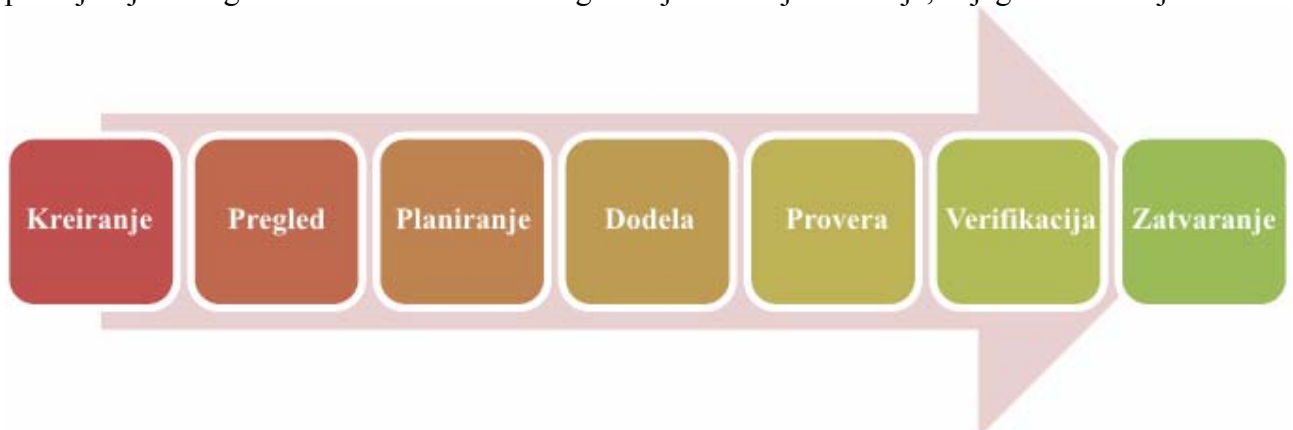 Kreiranje
Pregled
Planiranje
Dodela
Provera
Verifikacija
Zatvaranje